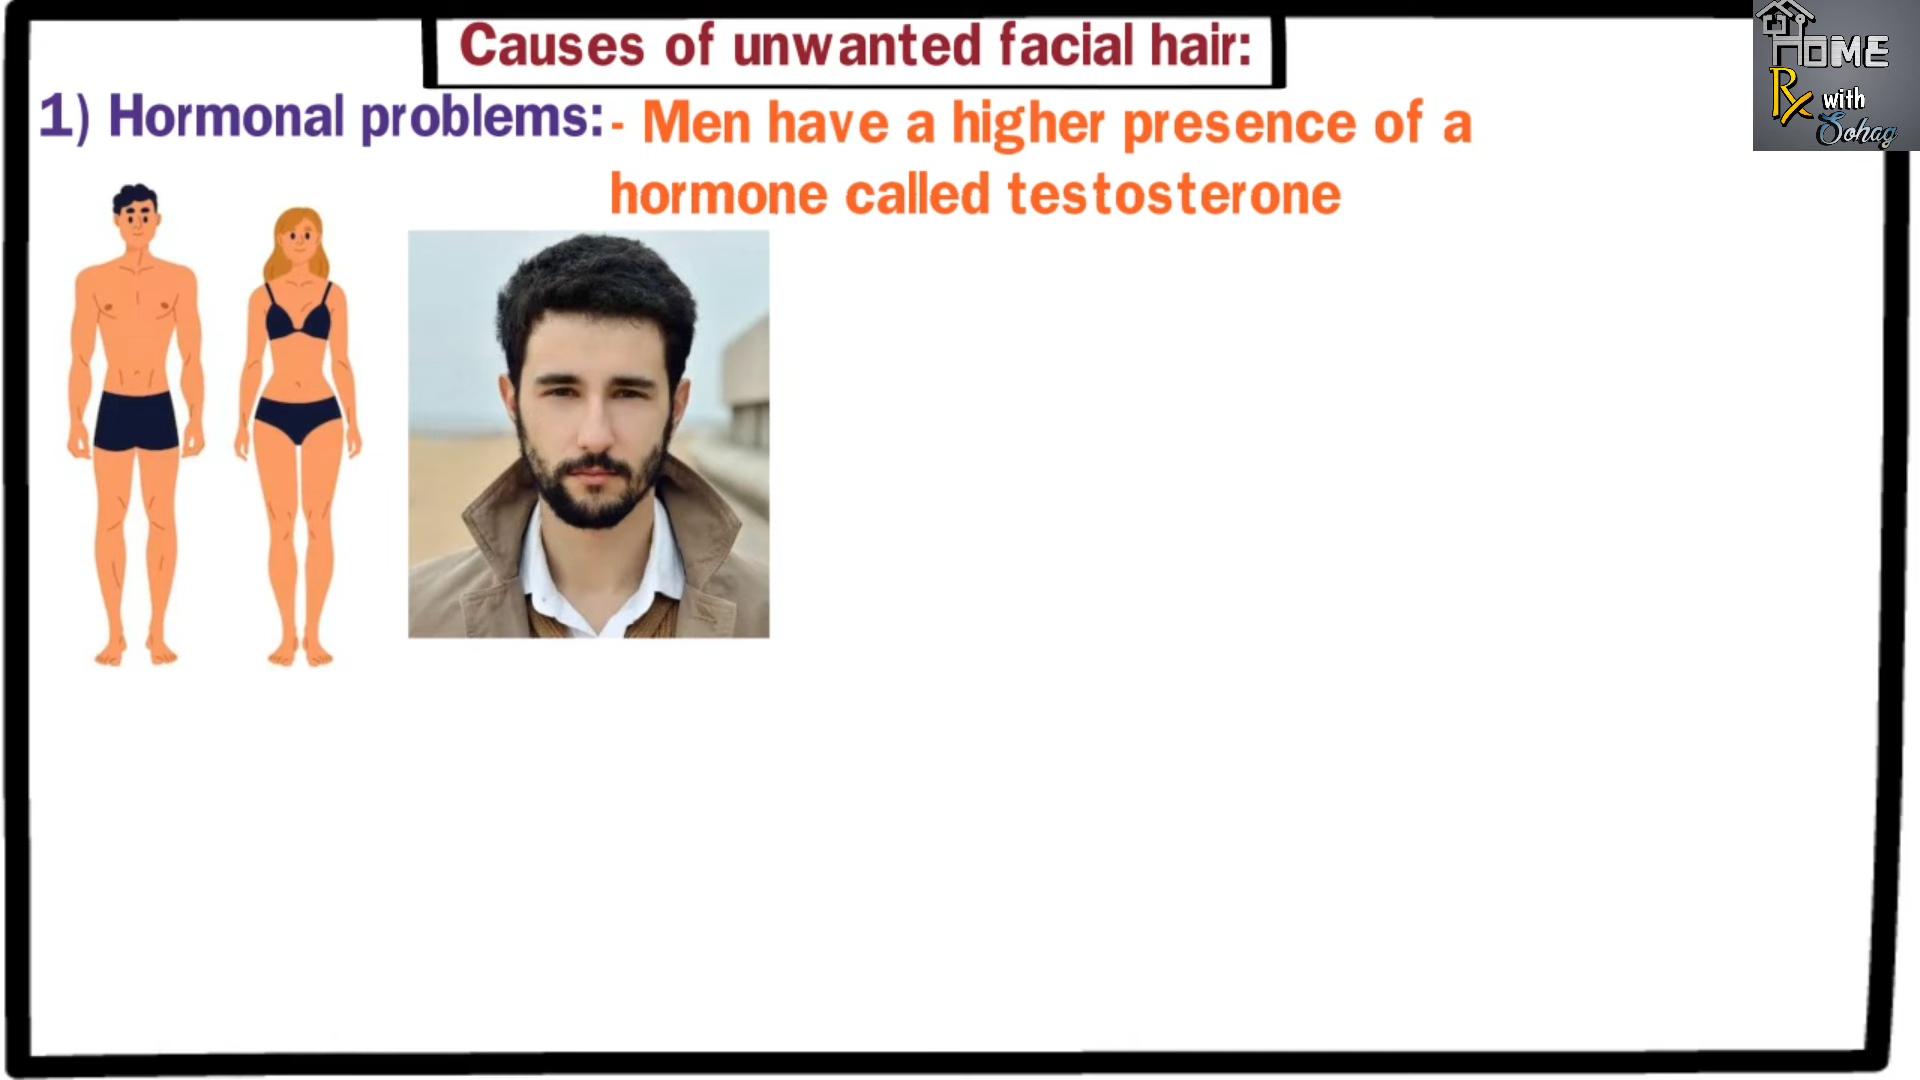 Causes of unwanted facial hair:
1) Hormonal problems:- Men have a higher presence of a
hormone called testosterone
HOME
Rx with
Sohag